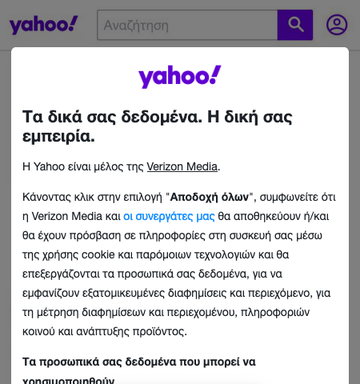 yahoo!
Αναζήτηση
yahoo!
Τα δικά σας δεδομένα. Η δική σας
εμπειρία.
Η Yahoo είναι μέλος της Verizon Media.
Κάνοντας κλικ στην επιλογή "Αποδοχή όλων", συμφωνείτε ότι
η Verizon Media και οι συνεργάτες μας θα αποθηκεύουν ή/και
θα έχουν πρόσβαση σε πληροφορίες στη συσκευή σας μέσω
της χρήσης cookie και παρόμοιων τεχνολογιών και θα
επεξεργάζονται τα προσωπικά σας δεδομένα, για να
εμφανίζουν εξατομικευμένες διαφημίσεις και περιεχόμενο, για
τη μέτρηση διαφημίσεων και περιεχομένου, πληροφοριών
κοινού και ανάπτυξης προϊόντος.
Τα προσωπικά σας δεδομένα που μπορεί να
χρησιμοποιηθούν